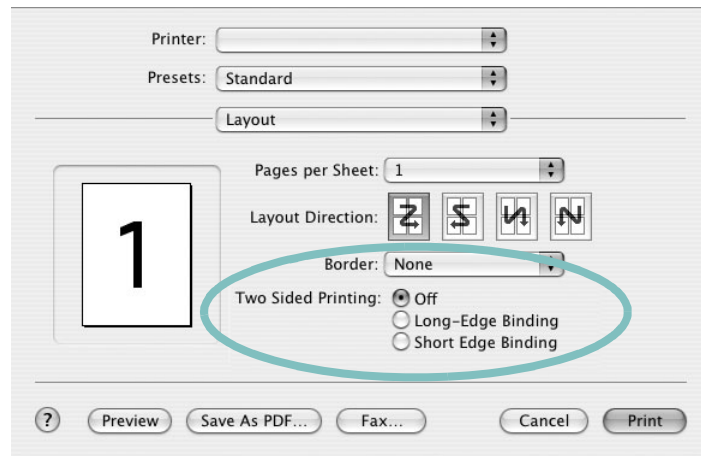 Printer:
Presets: Standard
Layout
Pages per Sheet: 1
Layout Direction:
1
Border: None
Two Sided Printing: Off
Long-Edge Binding
Short Edge Binding
? Preview Save As PDF... Fax... Cancel Print